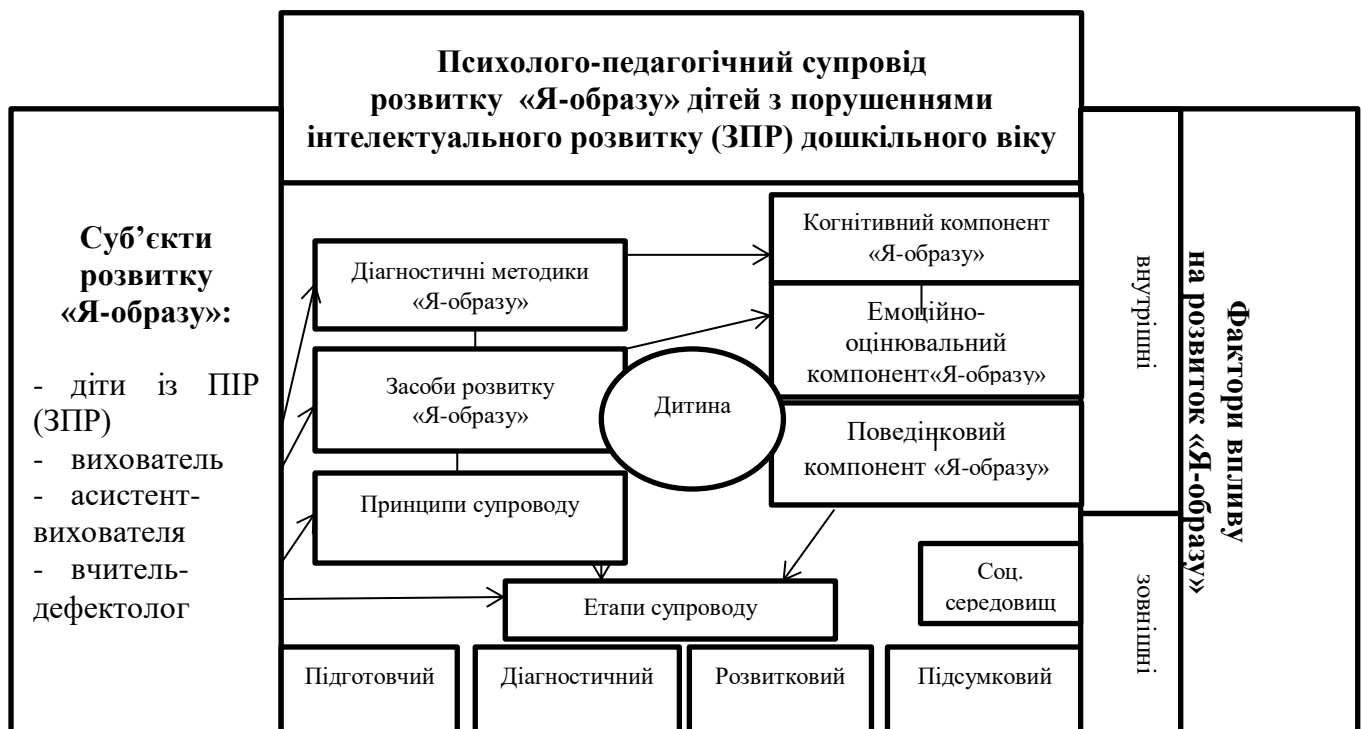 Психолого-педагогічний супровід
розвитку «Я-образу» дітей з порушеннями
інтелектуального розвитку (ЗПР) дошкільного віку
Суб’єкти
розвитку
«Я-образу»:
- діти із ПІР
(ЗПР)
- вихователь
- асистент-
вихователя
- вчитель-
дефектолог
Діагностичні методики
«Я-образу»
Засоби розвитку
«Я-образу»
Принципи супроводу
Дитина
Когнітивний компонент
«Я-образу»
Емоційно-
оцінювальний
компонент«Я-образу»
Поведінковий
компонент «Я-образу»
Соц.
середовищ
Етапи супроводу
Підготовчий
Діагностичний
Розвитковий
Підсумковий
внутрішні
зовнішні
Фактори впливу
на розвиток «Я-образу»